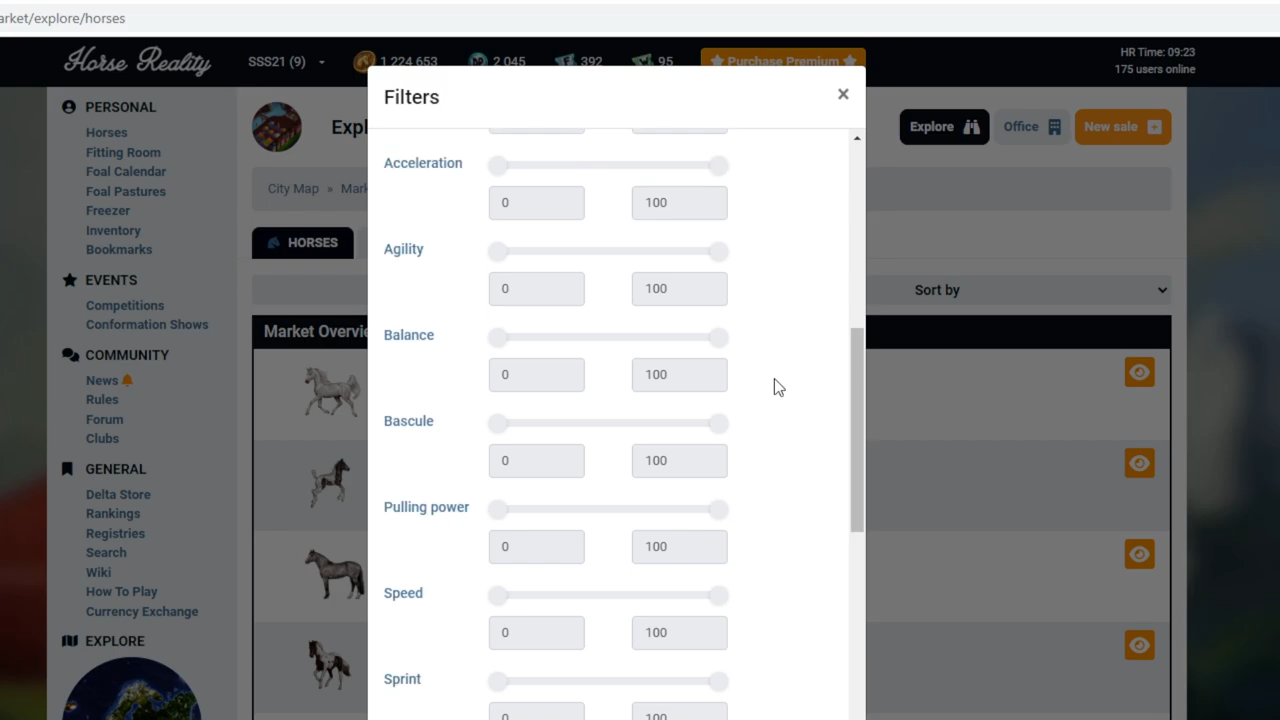 arket/explore/horses
Horse Reality
SSS21 (9)
1 224 653
2 045
392
95
Purchase Premium
HR Time: 09:23
175 users online
PERSONAL
Horses
Fitting Room
Foal Calendar
Foal Pastures
Freezer
Inventory
Bookmarks
EVENTS
Competitions
Conformation Shows
COMMUNITY
News
Rules
Forum
Clubs
GENERAL
Delta Store
Rankings
Registries
Search
Wiki
How To Play
Currency Exchange
EXPLORE
Expl
Explore
Office
New sale
City Map » Mark
HORSES
Sort by
Market Overvie
Filters
×
Acceleration
0 100
Agility
0 100
Balance
0 100
Bascule
0 100
Pulling power
0 100
Speed
0 100
Sprint
0 100